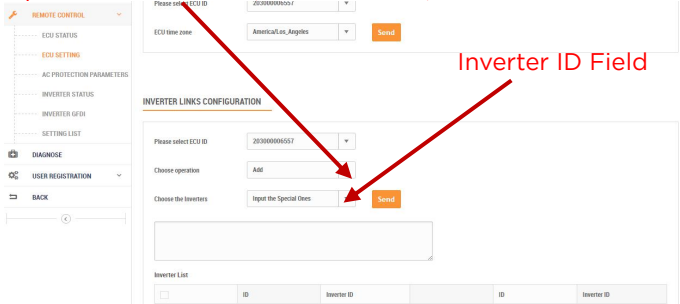 Please select ECU ID
203000006557
REMOTE CONTROL
ECU STATUS
ECU time zone
America/Los_Angeles
Send
ECU SETTING
Inverter ID Field
AC PROTECTION PARAMETERS
INVERTER STATUS
INVERTER LINKS CONFIGURATION
INVERTER GFDI
SETTING LIST
Please select ECU ID
203000006557
DIAGNOSE
Choose operation
Add
USER REGISTRATION
BACK
Choose the Inverters
Input the Special Ones
Send
Inverter List
ID
Inverter ID
ID
Inverter ID